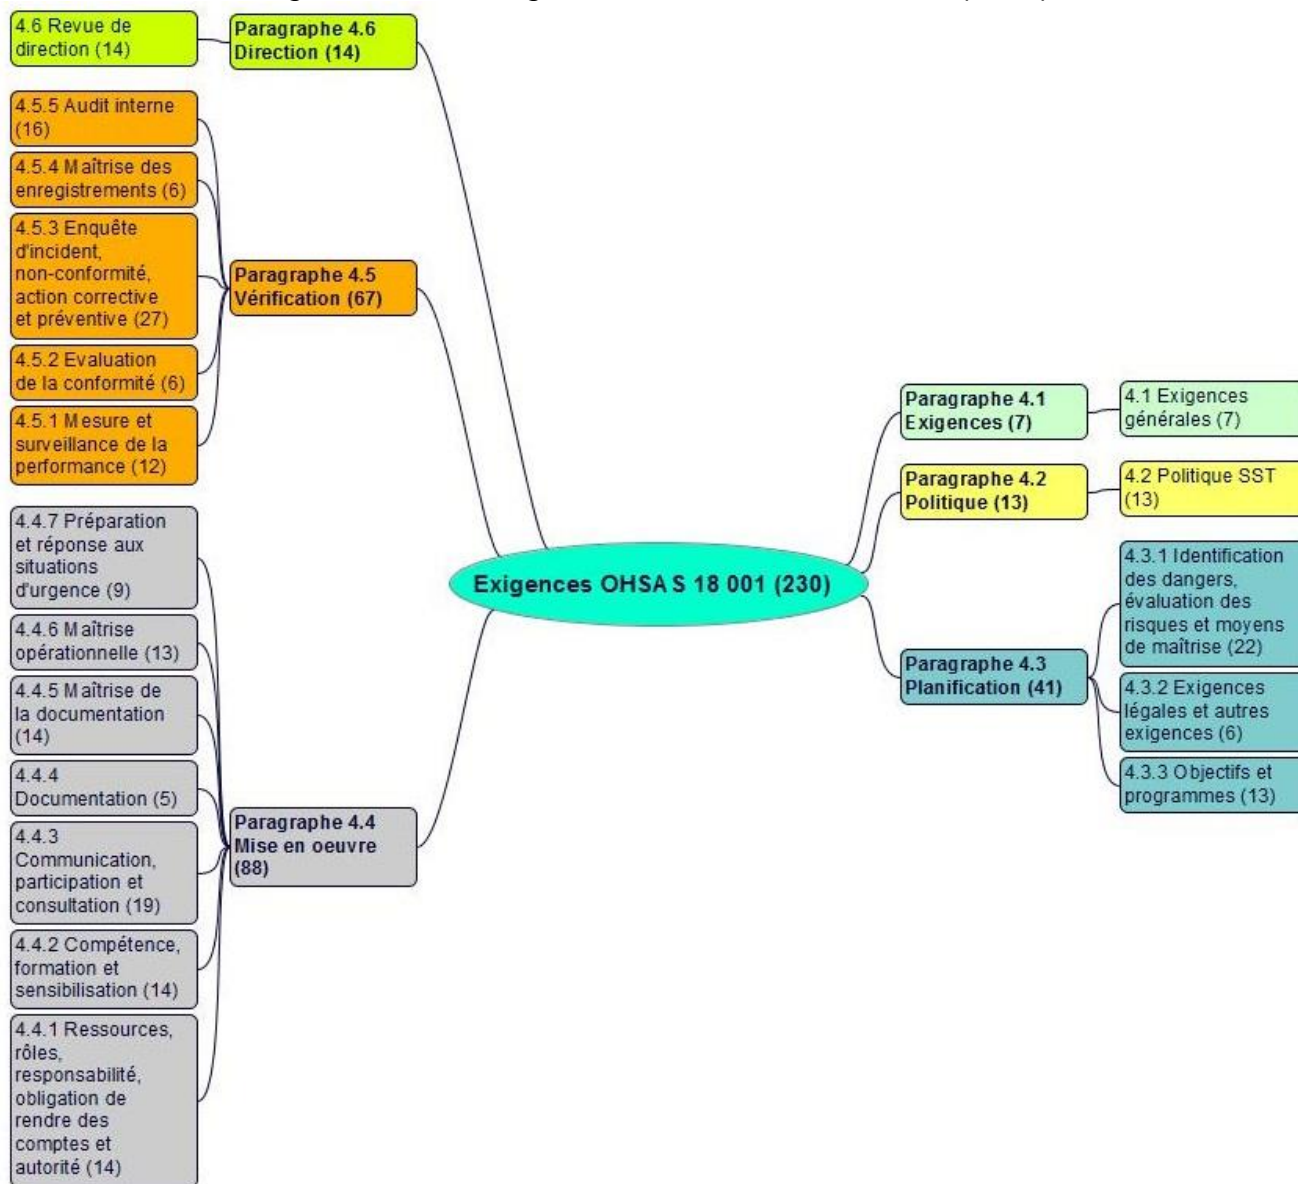 4.6 Revue de
direction (14)
Paragraphe 4.6
Direction (14)
4.5.5 Audit interne
(16)
4.5.4 Maîtrise des
enregistrements (6)
4.5.3 Enquête
d'incident,
non-conformité,
action corrective
et préventive (27)
4.5.2 Evaluation
de la conformité (6)
4.5.1 Mesure et
surveillance de la
performance (12)
Paragraphe 4.5
Vérification (67)
4.4.7 Préparation
et réponse aux
situations
d'urgence (9)
4.4.6 Maîtrise
opérationnelle (13)
4.4.5 Maîtrise de
la documentation
(14)
4.4.4
Documentation (5)
4.4.3
Communication,
participation et
consultation (19)
4.4.2 Compétence,
formation et
sensibilisation (14)
4.4.1 Ressources,
rôles,
responsabilité,
obligation de
rendre des
comptes et
autorité (14)
Paragraphe 4.4
Mise en oeuvre
(88)
Exigences OHSAS 18 001 (230)
Paragraphe 4.1
Exigences (7)
4.1 Exigences
générales (7)
Paragraphe 4.2
Politique (13)
4.2 Politique SST
(13)
Paragraphe 4.3
Planification (41)
4.3.1 Identification
des dangers,
évaluation des
risques et moyens
de maîtrise (22)
4.3.2 Exigences
légales et autres
exigences (6)
4.3.3 Objectifs et
programmes (13)